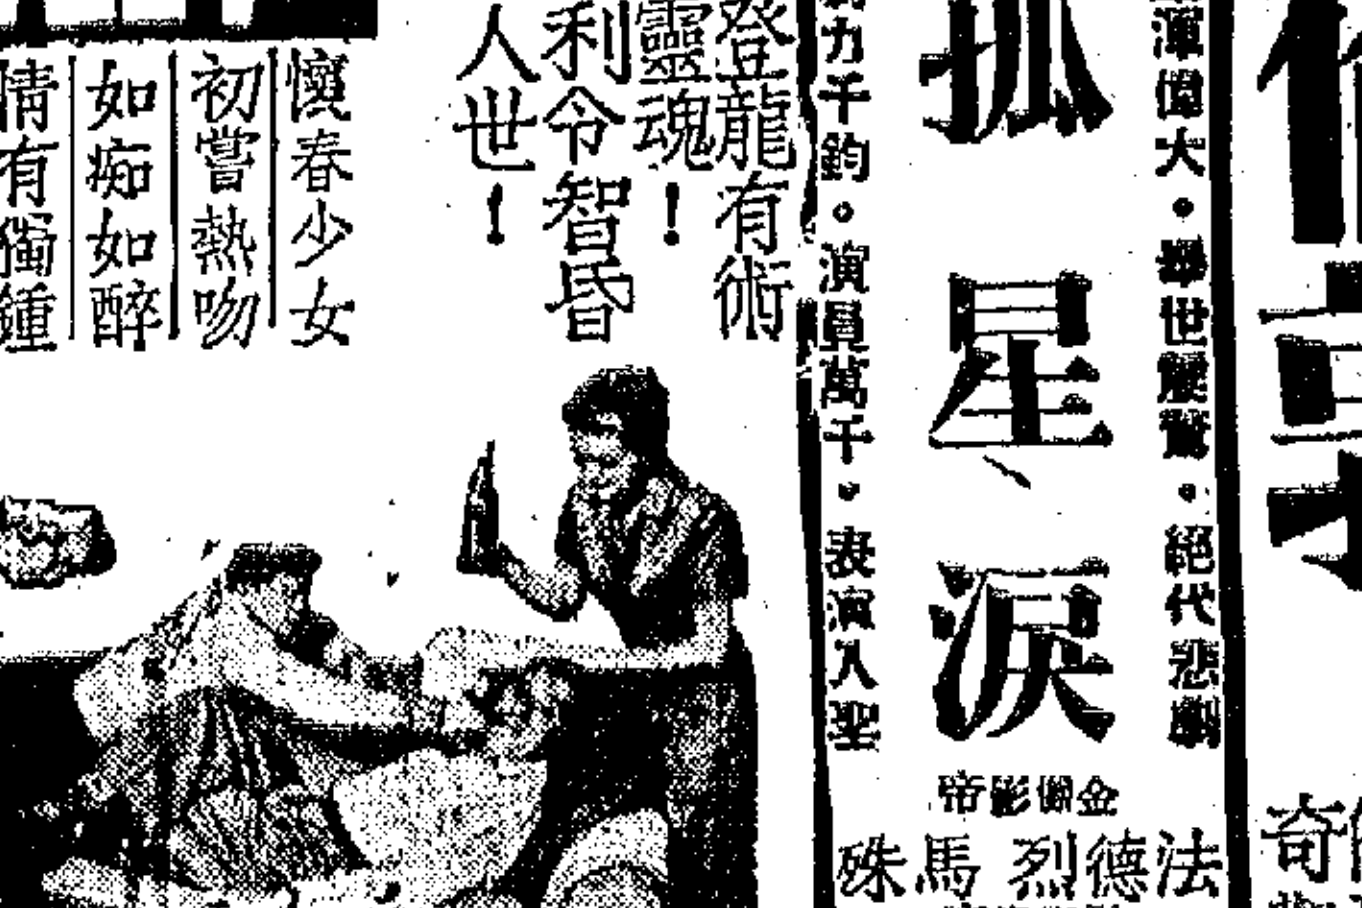 渾偉大。舉世震驚。絕代悲劇
孤星淚
力千鈞。演員萬千。表演入聖
金像影帝
法德烈馬殊
登龍有術
靈魂!
利令智昏
人世!
懷春少女
初嘗熱吻
如痴如醉
情有獨鍾
奇